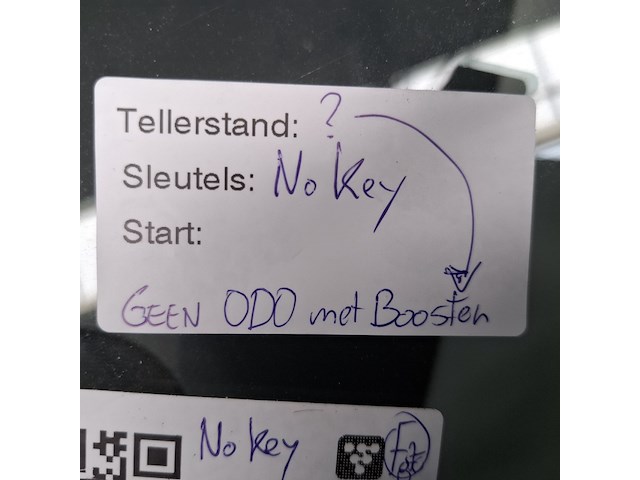 Tellerstand: ?
Sleutels: No Key
Start:
GEEN ODO met Boosten
No key